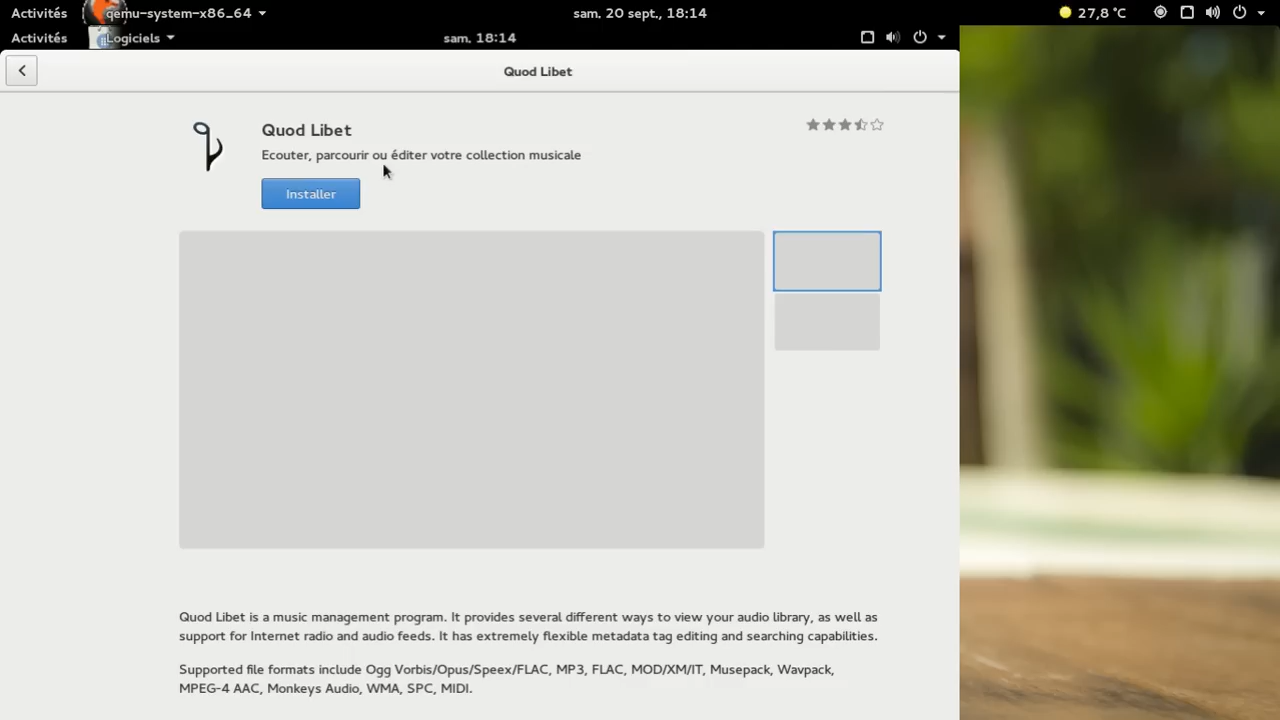 Activités qemu-system-x86_64 sam. 20 sept., 18:14 27,8 °C
Activités Logiciels sam. 18:14
Quod Libet
Quod Libet
Ecouter, parcourir ou éditer votre collection musicale
Installer
Quod Libet is a music management program. It provides several different ways to view your audio library, as well as
support for Internet radio and audio feeds. It has extremely flexible metadata tag editing and searching capabilities.
Supported file formats include Ogg Vorbis/Opus/Speex/FLAC, MP3, FLAC, MOD/XM/IT, Musepack, Wavpack,
MPEG-4 AAC, Monkeys Audio, WMA, SPC, MIDI.